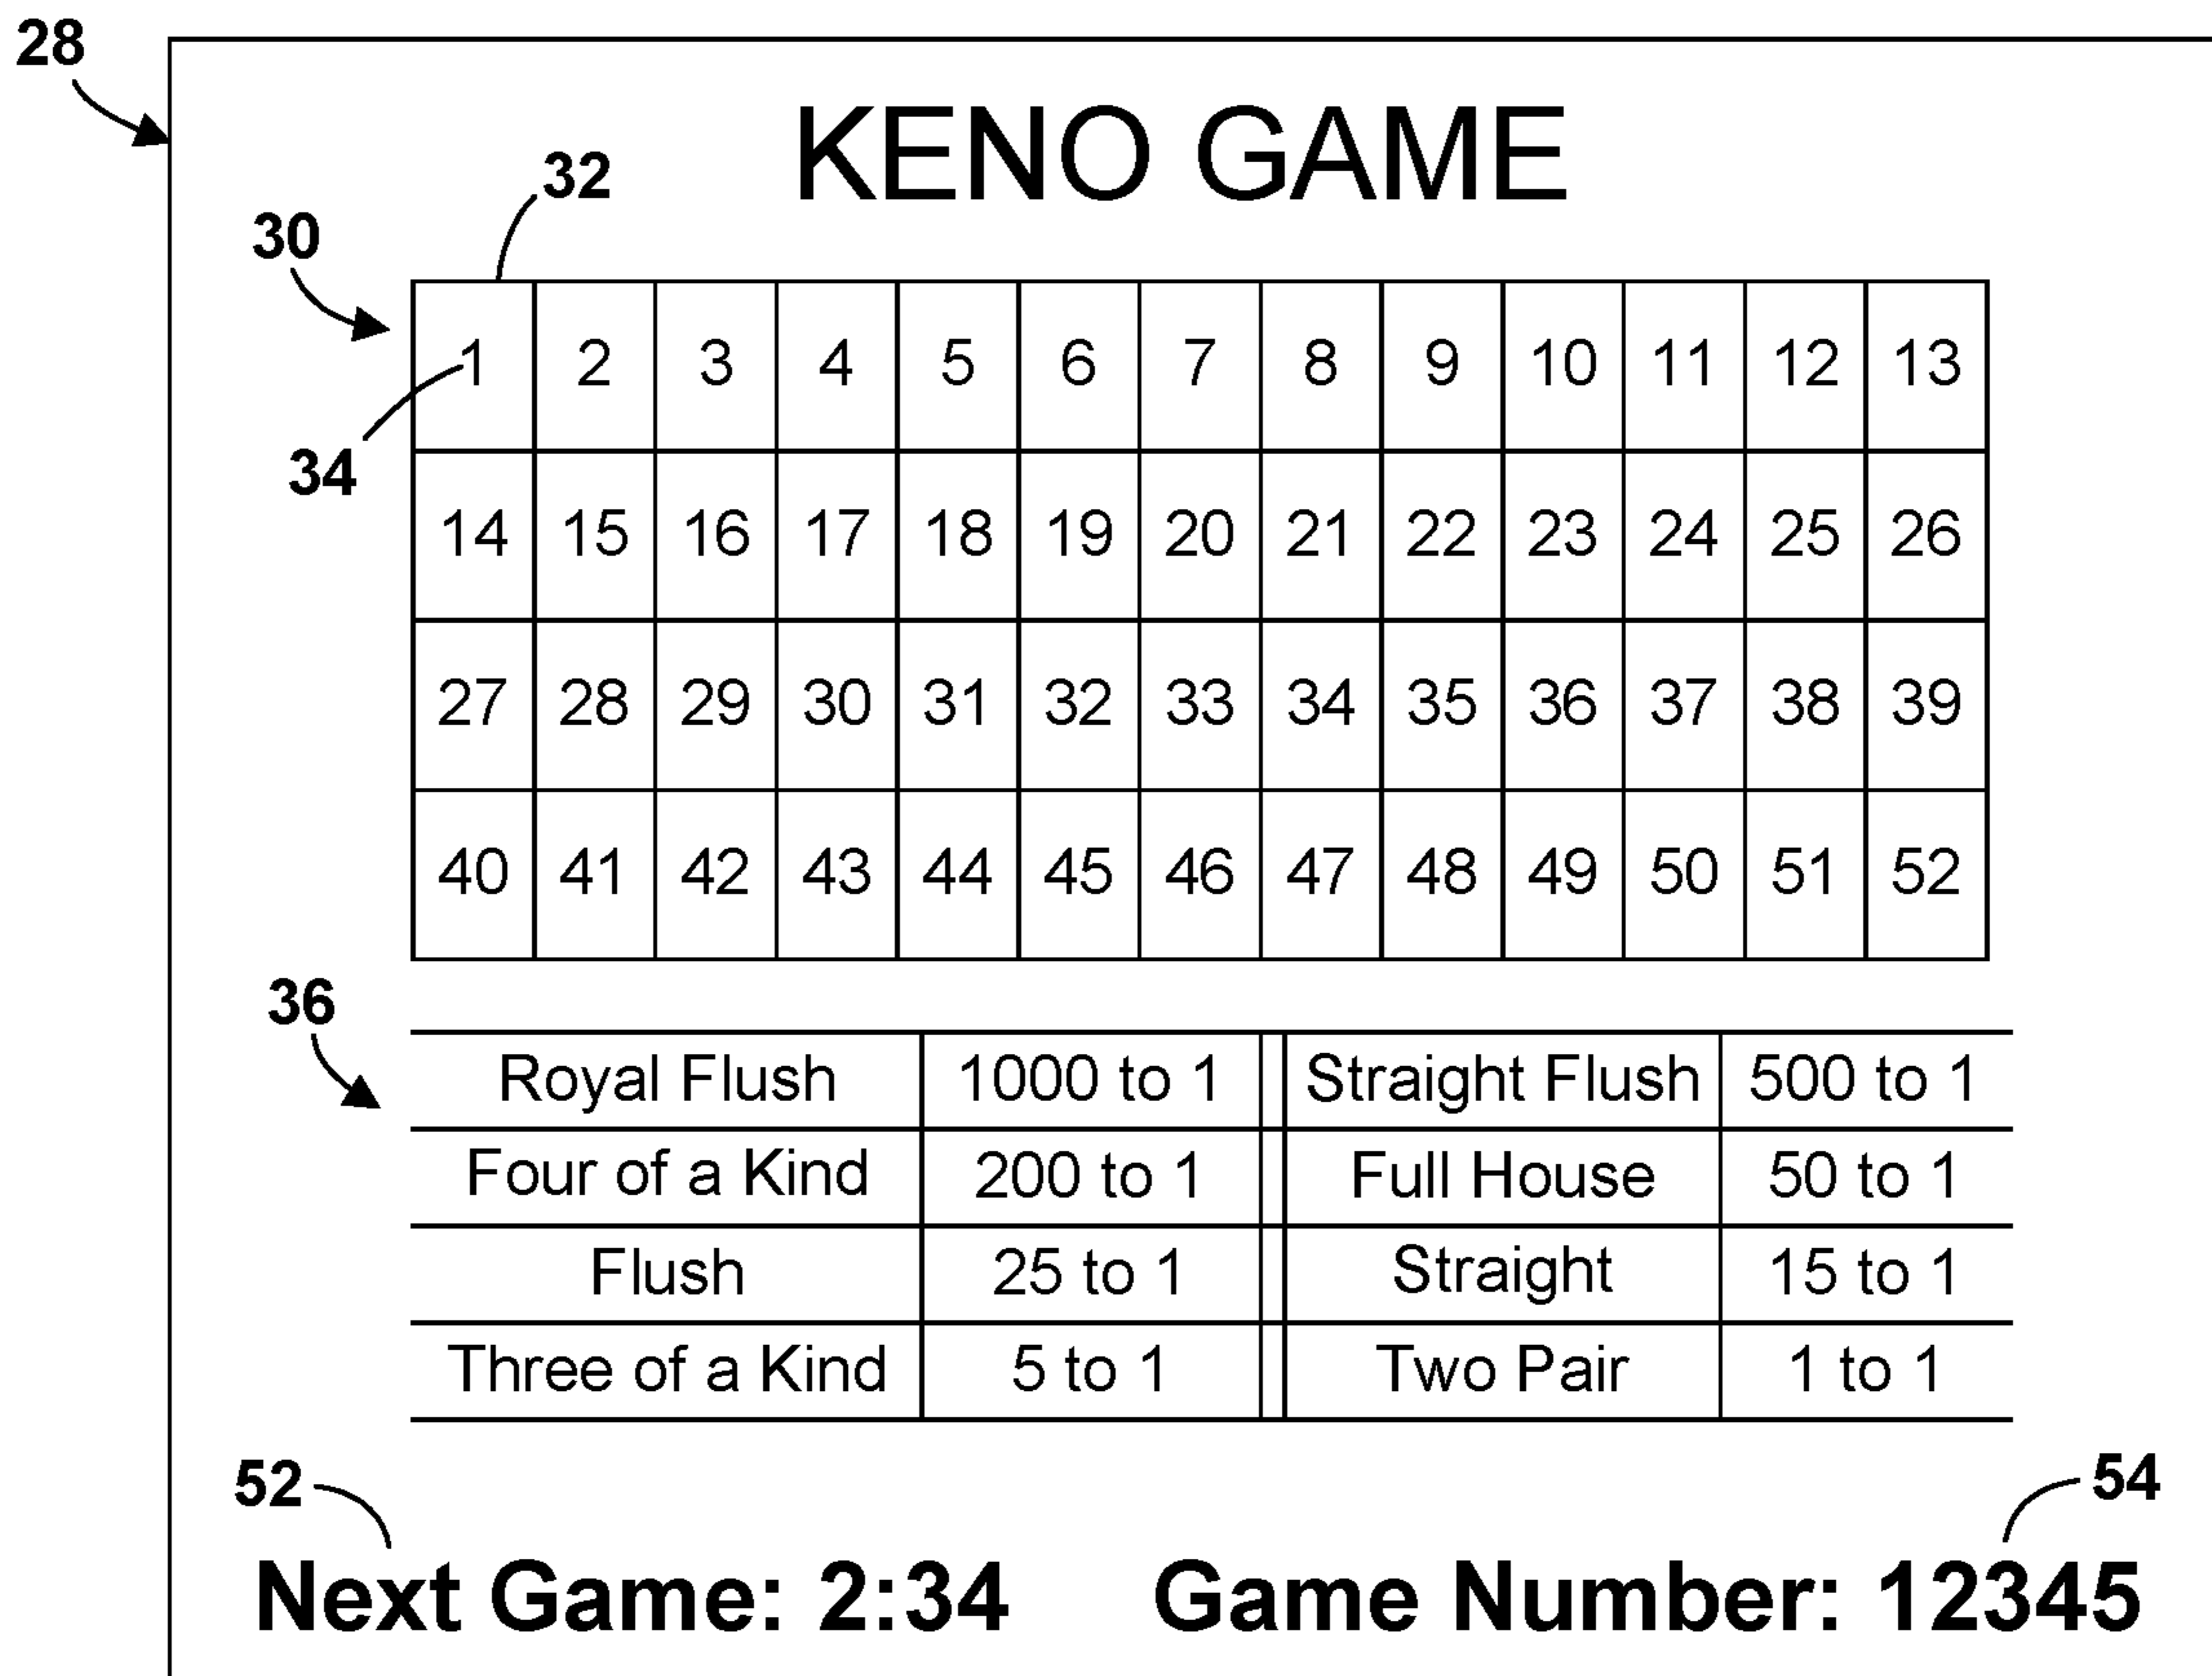 28
KENO GAME
32
30
1 2 3 4 5 6 7 8 9 10 11 12 13
34
14 15 16 17 18 19 20 21 22 23 24 25 26
27 28 29 30 31 32 33 34 35 36 37 38 39
40 41 42 43 44 45 46 47 48 49 50 51 52
36
Royal Flush 1000 to 1 Straight Flush 500 to 1
Four of a Kind 200 to 1 Full House 50 to 1
Flush 25 to 1 Straight 15 to 1
Three of a Kind 5 to 1 Two Pair 1 to 1
52 54
Next Game: 2:34 Game Number: 12345